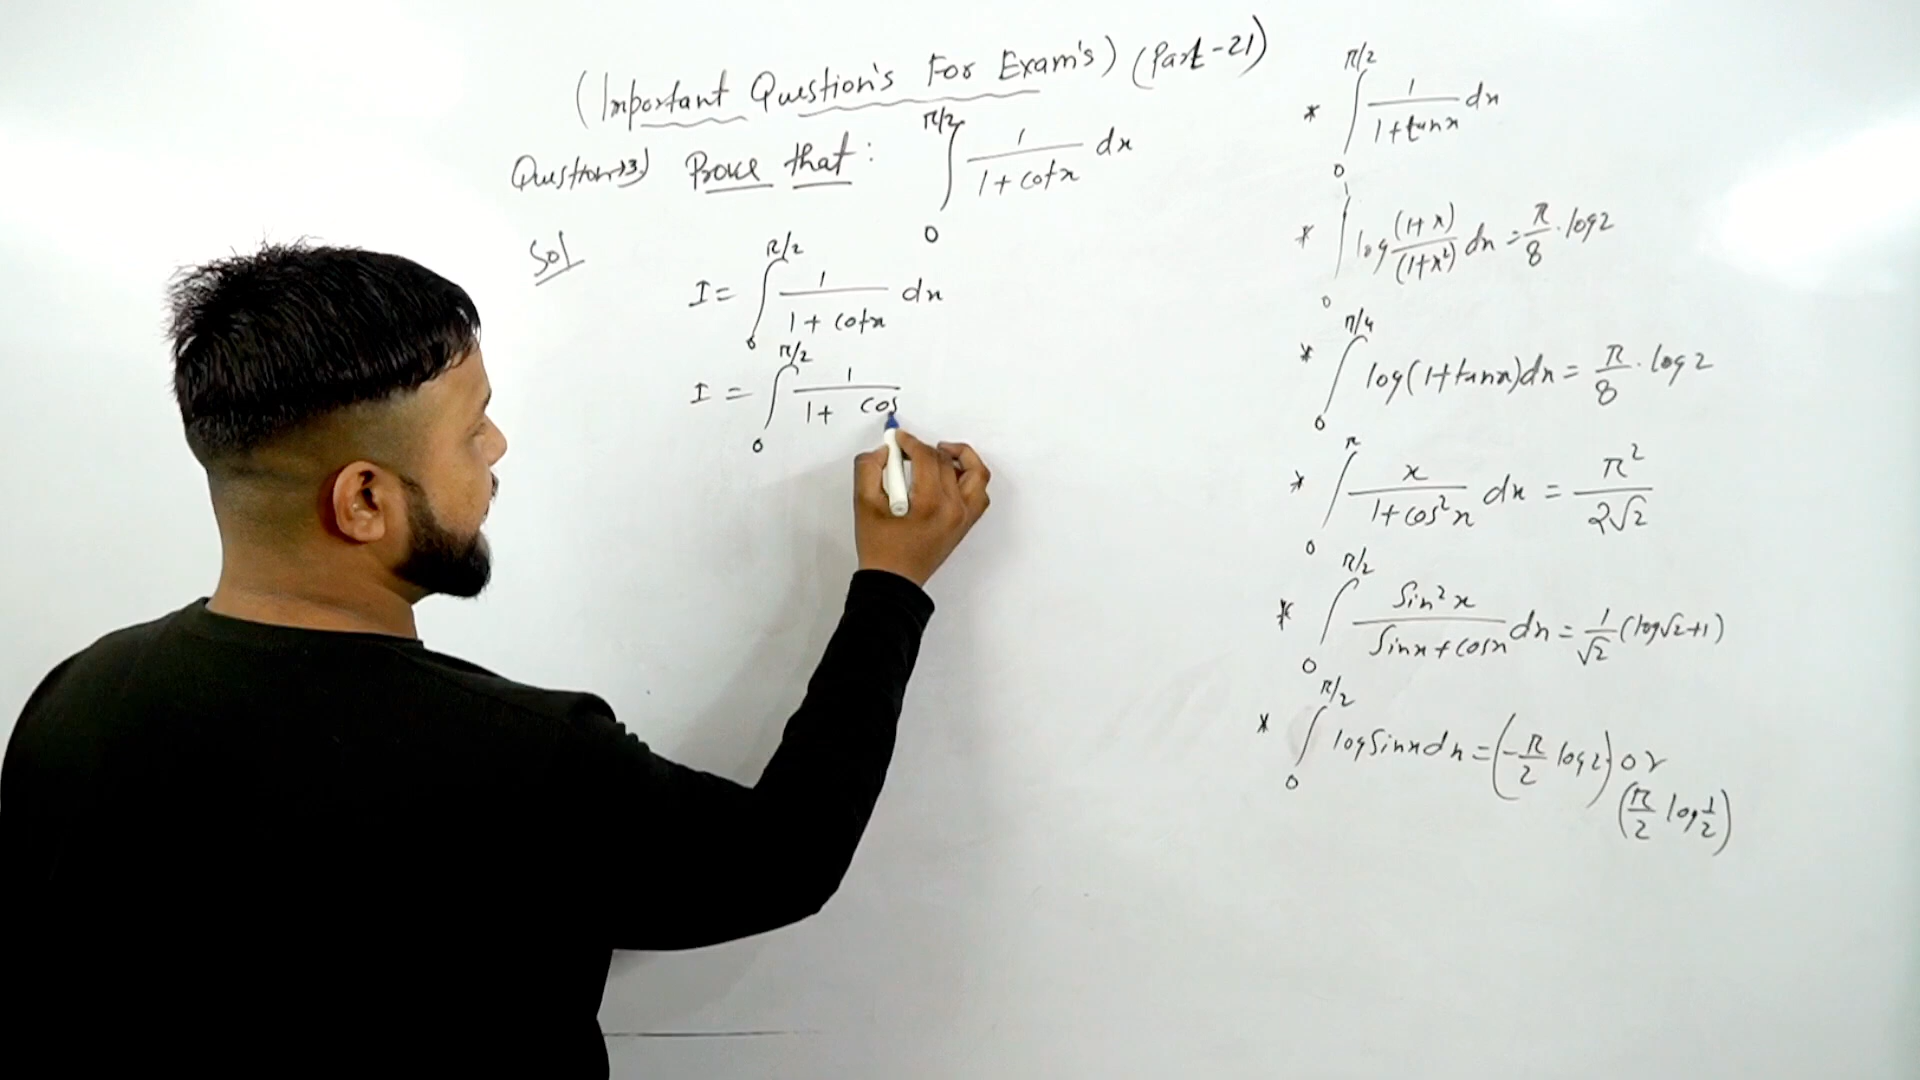 (Important Question's For Exam's) (Part-21)
Question→3) Prove that: ∫₀^{π/2} 1/(1+cotx) dx
Sol
I = ∫₀^{π/2} 1/(1+cotx) dx
I = ∫₀^{π/2} 1/(1+ cos
* ∫₀^{π/2} 1/(1+tanx) dx
* ∫₀^1 log (1+x)/(1+x²) dx = π/8 · log2
* ∫₀^{π/4} log(1+tanx)dx = π/8 · log2
* ∫₀^π x/(1+cos²x) dx = π²/(2√2)
* ∫₀^{π/2} Sin²x/(Sinx+cosx) dx = 1/√2 (log√2+1)
* ∫₀^{π/2} logSinxdx = (-π/2 log2) or
(π/2 log 1/2)